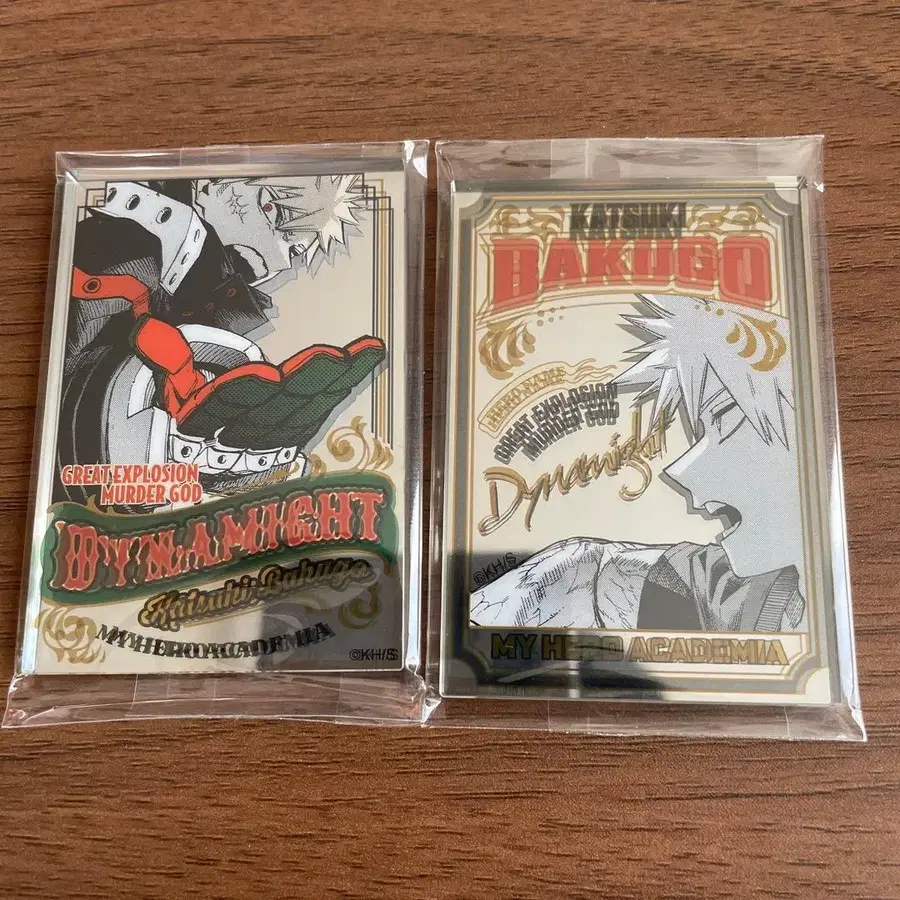 GREAT EXPLOSION
MURDER GOD
DYNAMIGHT
Katsuki Bakugo
MY HERO ACADEMIA
©KH/S
KATSUKI
BAKUGO
HERO NAME
GREAT EXPLOSION
MURDER GOD
Dynamight
©KH/S
MY HERO ACADEMIA